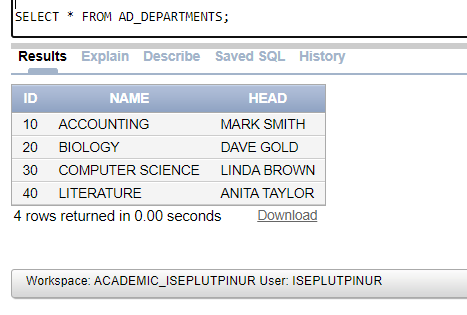 SELECT * FROM AD_DEPARTMENTS;
Results Explain Describe Saved SQL History
ID NAME HEAD
10 ACCOUNTING MARK SMITH
20 BIOLOGY DAVE GOLD
30 COMPUTER SCIENCE LINDA BROWN
40 LITERATURE ANITA TAYLOR
4 rows returned in 0.00 seconds Download
Workspace: ACADEMIC_ISEPLUTPINUR User: ISEPLUTPINUR